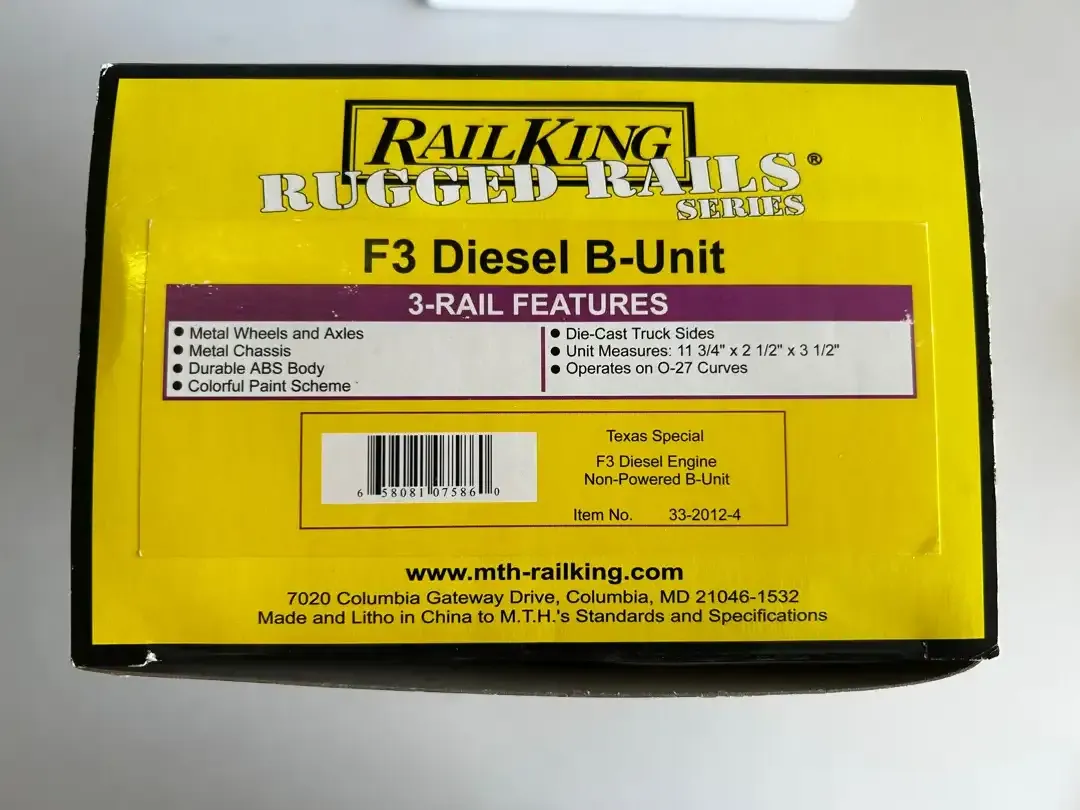 RAILKING
RUGGED RAILS®
SERIES
F3 Diesel B-Unit
3-RAIL FEATURES
● Metal Wheels and Axles
● Metal Chassis
● Durable ABS Body
● Colorful Paint Scheme
● Die-Cast Truck Sides
● Unit Measures: 11 3/4" x 2 1/2" x 3 1/2"
● Operates on O-27 Curves
6 58081 07586 0
Texas Special
F3 Diesel Engine
Non-Powered B-Unit
Item No. 33-2012-4
www.mth-railking.com
7020 Columbia Gateway Drive, Columbia, MD 21046-1532
Made and Litho in China to M.T.H.'s Standards and Specifications